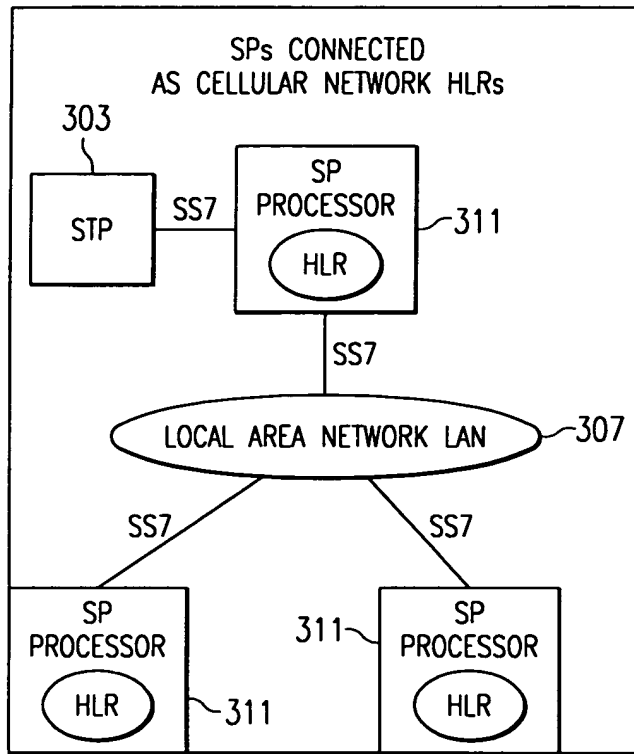 SPs CONNECTED
AS CELLULAR NETWORK HLRs
303
STP
SS7
SP
PROCESSOR
HLR
311
SS7
LOCAL AREA NETWORK LAN
307
SS7
SS7
SP
PROCESSOR
HLR
311
311
SP
PROCESSOR
HLR